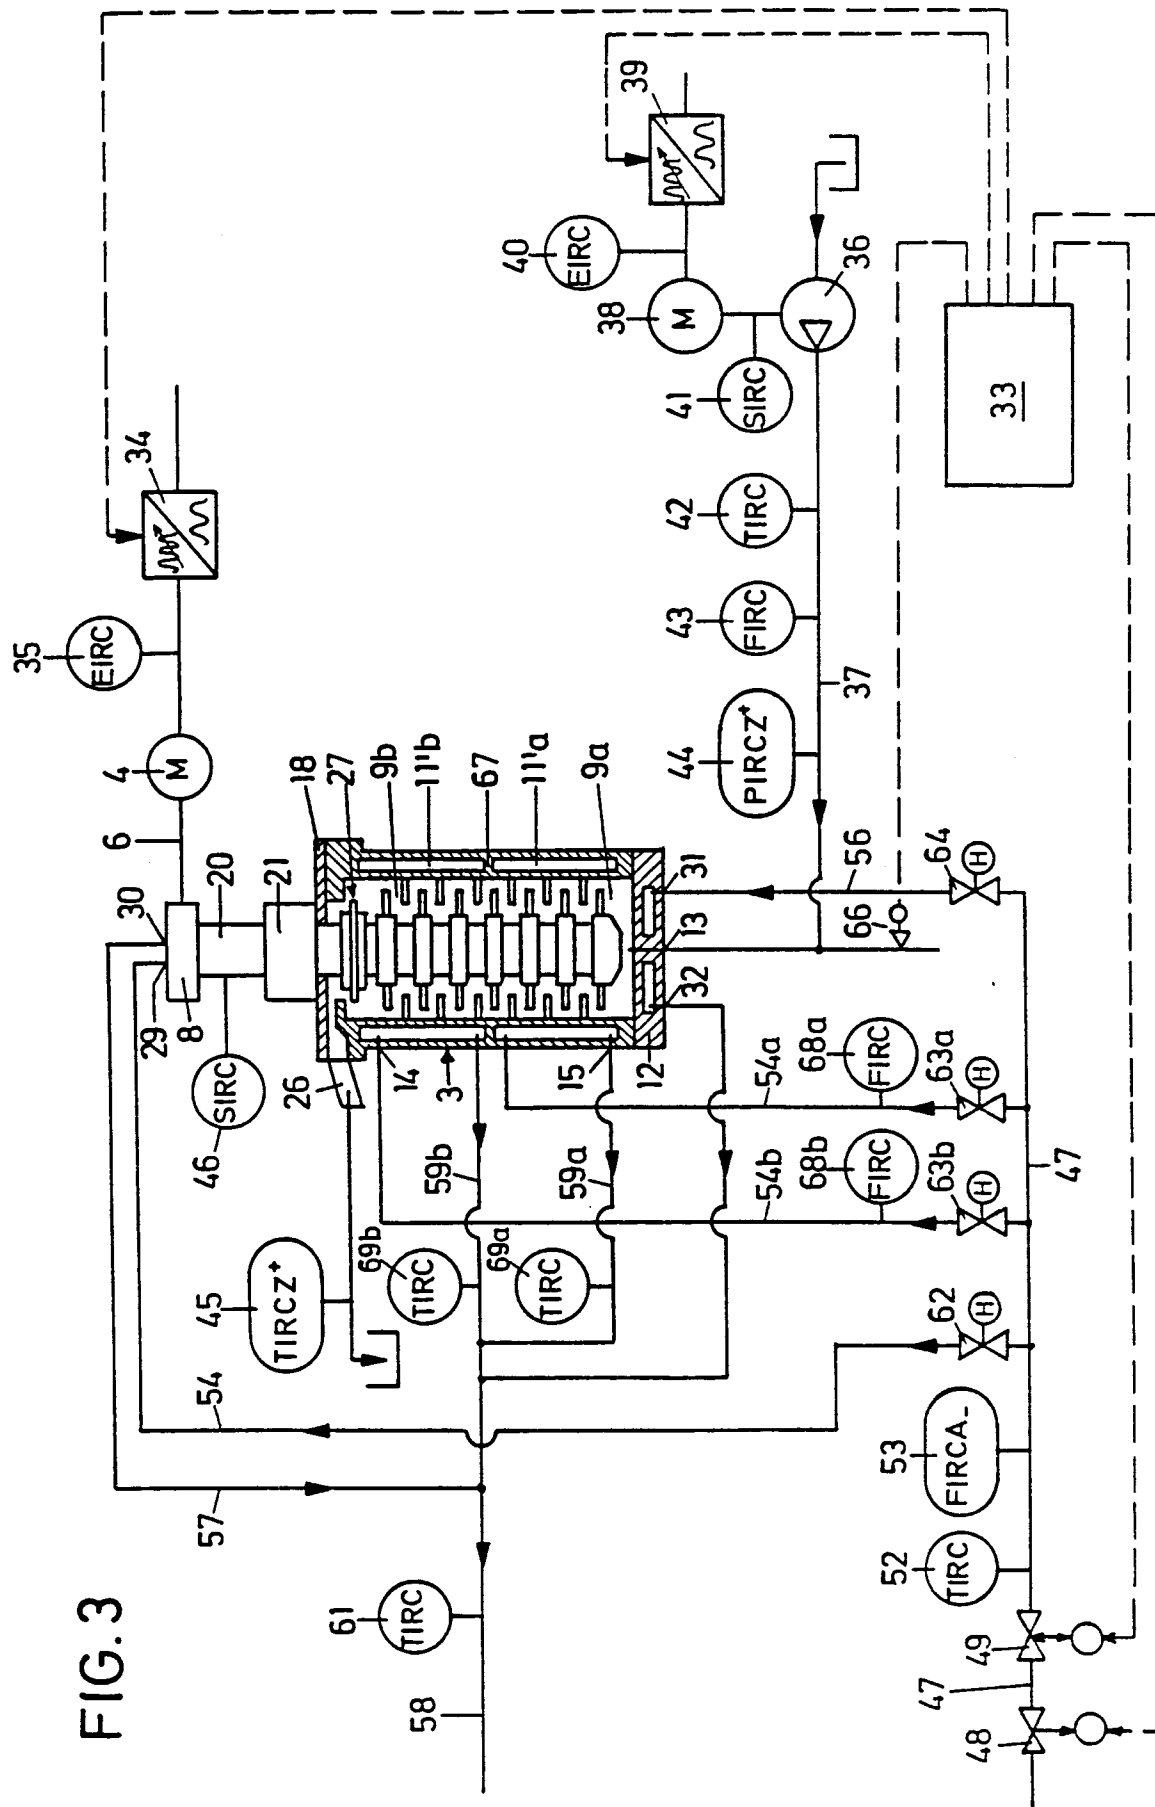 FIG. 3
35
EIRC
4
M
6
34
30
29
8
20
21
46
SIRC
57
54
45
TIRCZ+
26
18
27
9b
11'b
67
11'a
9a
61
TIRC
58
69b
TIRC
69a
TIRC
59b
59a
14
3
15
12
32
13
31
40
EIRC
39
38
M
41
SIRC
36
42
TIRC
43
FIRC
44
PIRCZ+
37
54a
54b
68a
FIRC
68b
FIRC
56
66
64
H
63a
H
63b
H
62
H
33
53
FIRCA-
52
TIRC
47
47
49
48